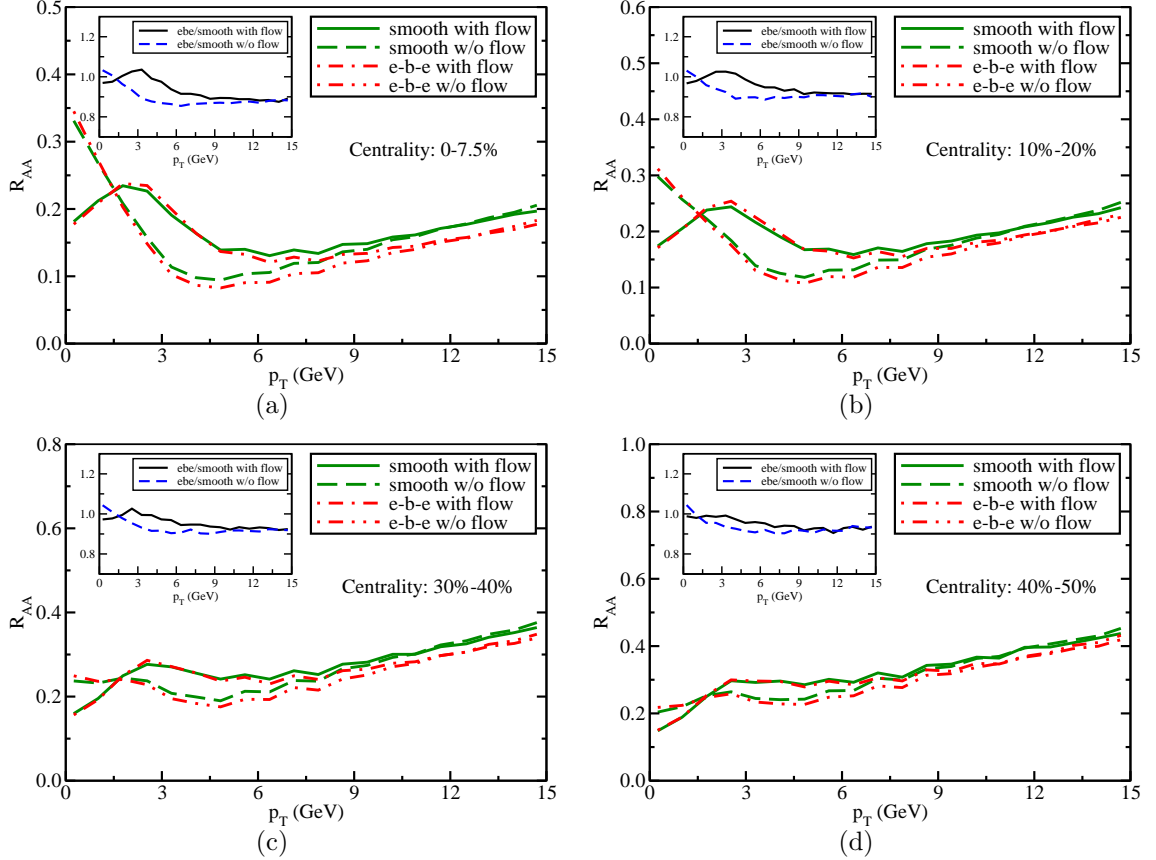 ebe/smooth with flow
ebe/smooth w/o flow
smooth with flow
smooth w/o flow
e-b-e with flow
e-b-e w/o flow
1.2
1.0
0.8
0 3 6 9 12 15
p_T (GeV)
Centrality: 0-7.5%
R_AA
0.5
0.4
0.3
0.2
0.1
0.0
0 3 6 9 12 15
p_T (GeV)
(a)
ebe/smooth with flow
ebe/smooth w/o flow
smooth with flow
smooth w/o flow
e-b-e with flow
e-b-e w/o flow
1.2
1.0
0.8
0 3 6 9 12 15
p_T (GeV)
Centrality: 10%-20%
R_AA
0.6
0.5
0.4
0.3
0.2
0.1
0.0
0 3 6 9 12 15
p_T (GeV)
(b)
ebe/smooth with flow
ebe/smooth w/o flow
smooth with flow
smooth w/o flow
e-b-e with flow
e-b-e w/o flow
1.2
1.0
0.8
0 3 6 9 12 15
p_T (GeV)
Centrality: 30%-40%
R_AA
0.8
0.6
0.4
0.2
0.0
0 3 6 9 12 15
p_T (GeV)
(c)
ebe/smooth with flow
ebe/smooth w/o flow
smooth with flow
smooth w/o flow
e-b-e with flow
e-b-e w/o flow
1.2
1.0
0.8
0 3 6 9 12 15
p_T (GeV)
Centrality: 40%-50%
R_AA
1.0
0.8
0.6
0.4
0.2
0.0
0 3 6 9 12 15
p_T (GeV)
(d)